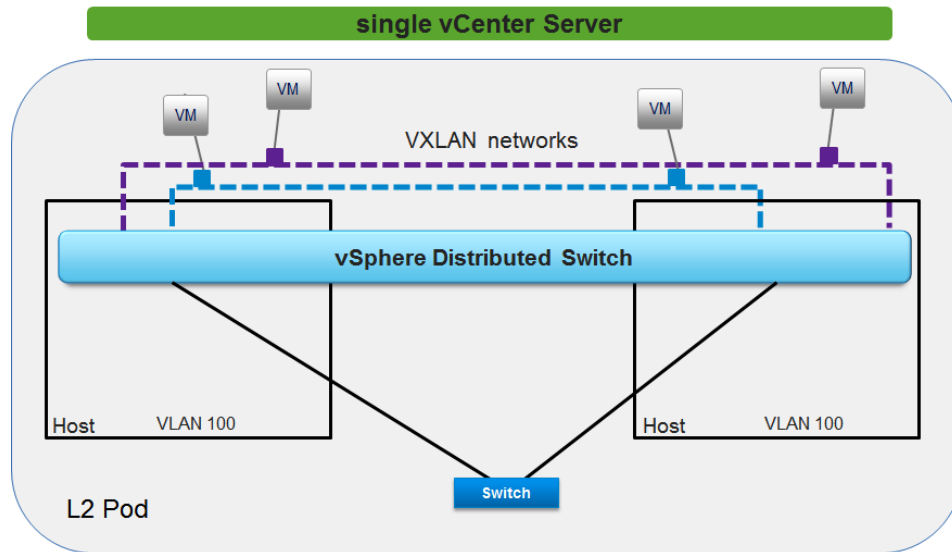 single vCenter Server
VM
VM
VM
VM
VXLAN networks
vSphere Distributed Switch
Host
VLAN 100
Host
VLAN 100
Switch
L2 Pod